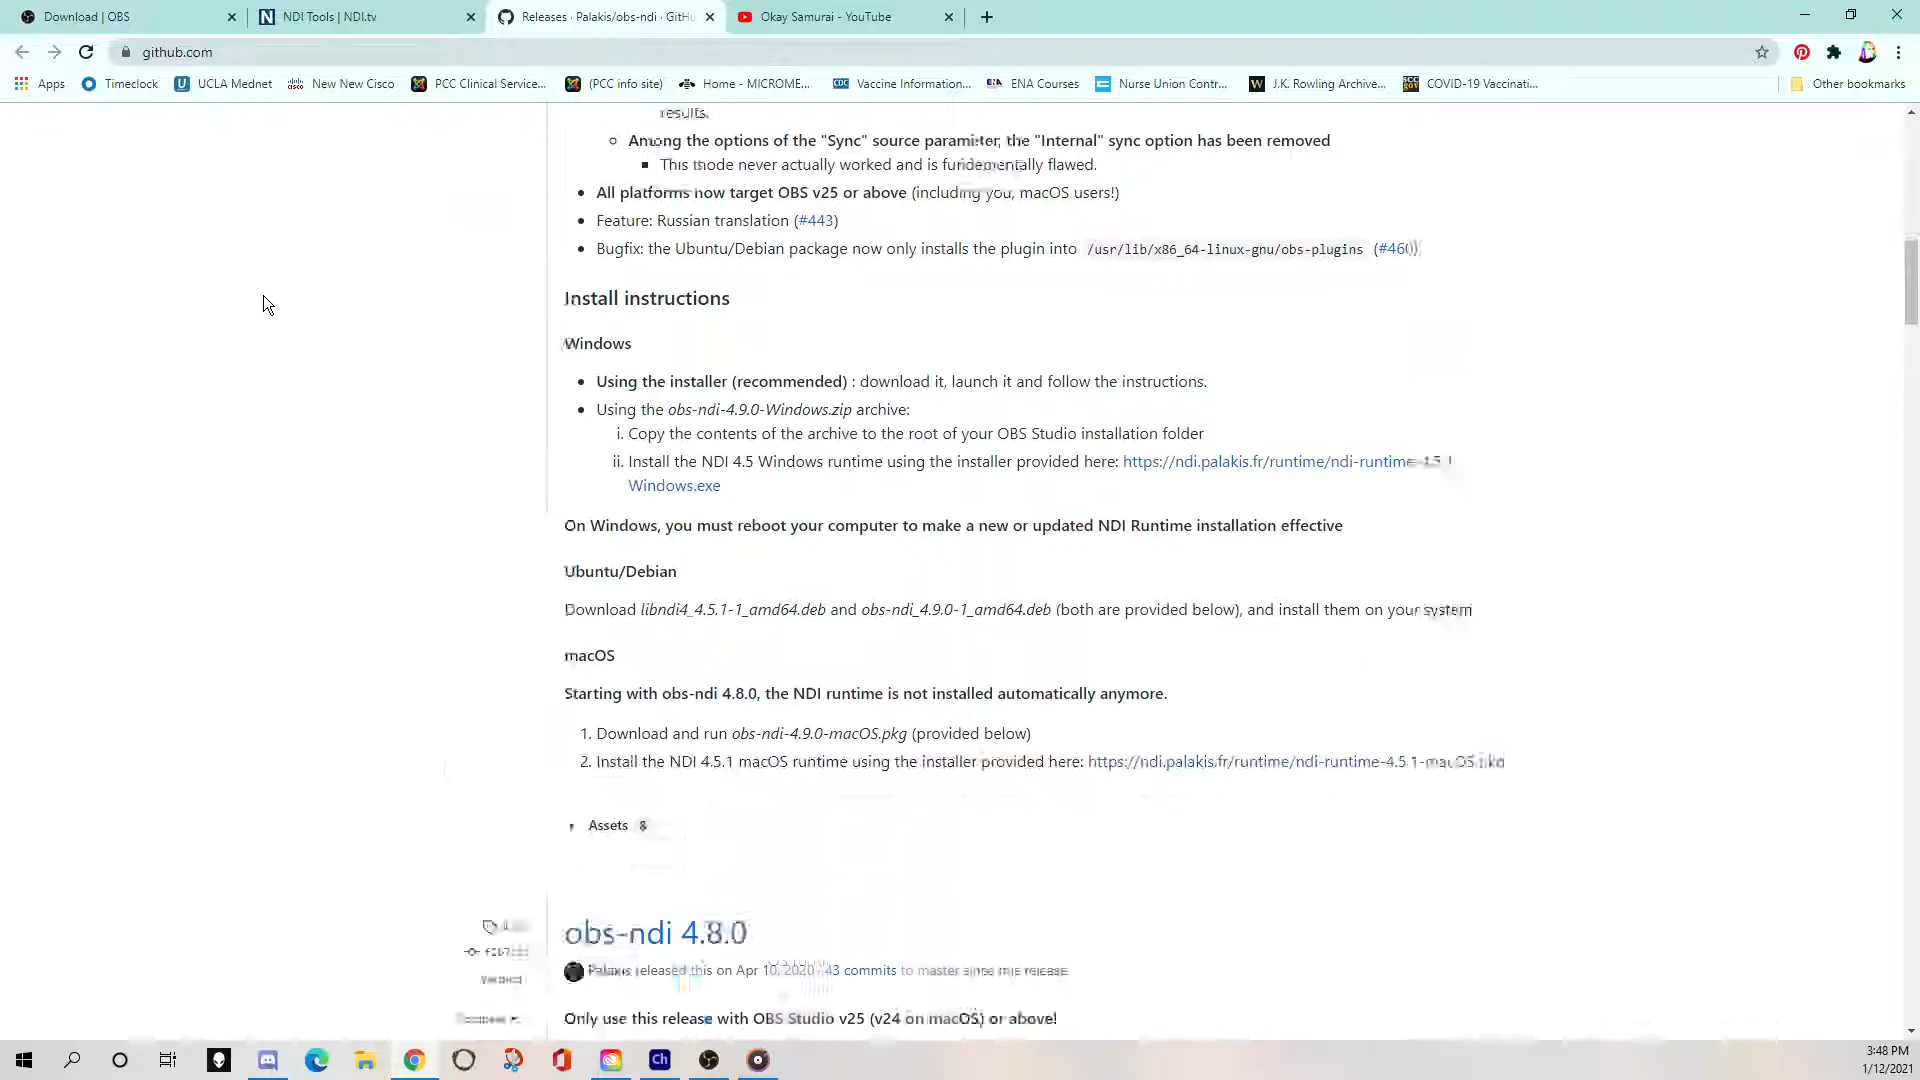 Download | OBS
NDI Tools | NDI.tv
Releases · Palakis/obs-ndi · GitHu
Okay Samurai - YouTube
github.com
Apps
Timeclock
UCLA Mednet
New New Cisco
PCC Clinical Service...
(PCC info site)
Home - MICROME...
Vaccine Information...
ENA Courses
Nurse Union Contr...
J.K. Rowling Archive...
COVID-19 Vaccinati...
Other bookmarks
results.
Among the options of the "Sync" source paramiter, the "Internal" sync option has been removed
This mode never actually worked and is fundementally flawed.
All platforms now target OBS v25 or above (including you, macOS users!)
Feature: Russian translation (#443)
Bugfix: the Ubuntu/Debian package now only installs the plugin into /usr/lib/x86_64-linux-gnu/obs-plugins (#460)
Install instructions
Windows
Using the installer (recommended) : download it, launch it and follow the instructions.
Using the obs-ndi-4.9.0-Windows.zip archive:
i. Copy the contents of the archive to the root of your OBS Studio installation folder
ii. Install the NDI 4.5 Windows runtime using the installer provided here: https://ndi.palakis.fr/runtime/ndi-runtime-
Windows.exe
On Windows, you must reboot your computer to make a new or updated NDI Runtime installation effective
Ubuntu/Debian
Download libndi4_4.5.1-1_amd64.deb and obs-ndi_4.9.0-1_amd64.deb (both are provided below), and install them on your system
macOS
Starting with obs-ndi 4.8.0, the NDI runtime is not installed automatically anymore.
1. Download and run obs-ndi-4.9.0-macOS.pkg (provided below)
2. Install the NDI 4.5.1 macOS runtime using the installer provided here: https://ndi.palakis.fr/runtime/ndi-runtime-4.5.1-macOS.pkg
Assets 8
obs-ndi 4.8.0
Palakis released this on Apr 10, 2020 · 43 commits to master since this release
Only use this release with OBS Studio v25 (v24 on macOS) or above!
Ch
3:48 PM
1/12/2021